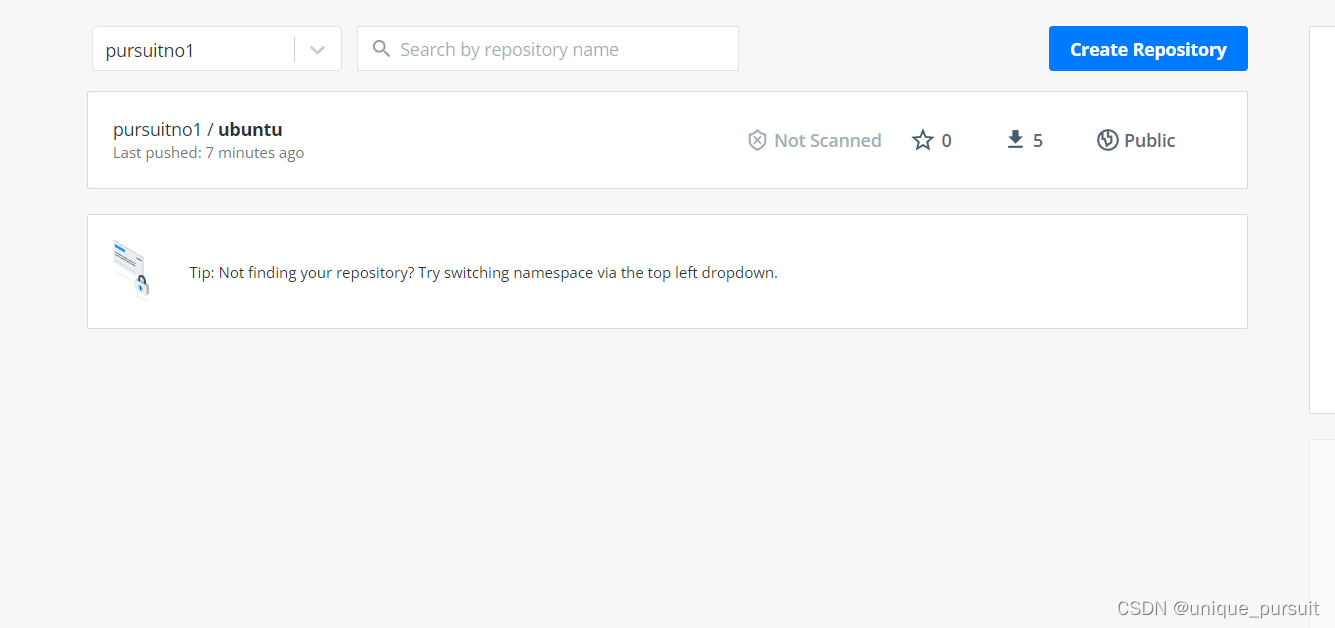 pursuitno1
Search by repository name
Create Repository
pursuitno1 / ubuntu
Last pushed: 7 minutes ago
Not Scanned
0
5
Public
Tip: Not finding your repository? Try switching namespace via the top left dropdown.
CSDN @unique_pursuit